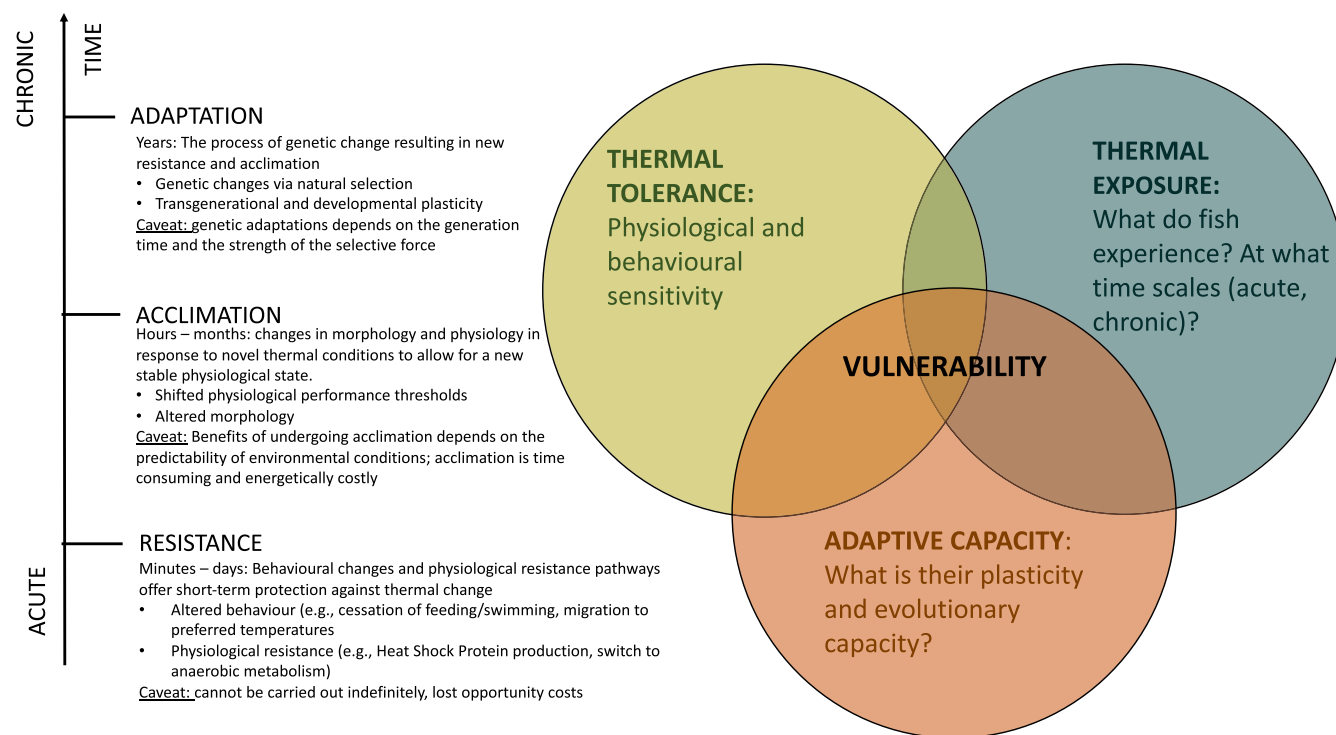 CHRONIC
TIME
ADAPTATION
Years: The process of genetic change resulting in new
resistance and acclimation
• Genetic changes via natural selection
• Transgenerational and developmental plasticity
Caveat: genetic adaptations depends on the generation
time and the strength of the selective force
ACCLIMATION
Hours – months: changes in morphology and physiology in
response to novel thermal conditions to allow for a new
stable physiological state.
• Shifted physiological performance thresholds
• Altered morphology
Caveat: Benefits of undergoing acclimation depends on the
predictability of environmental conditions; acclimation is time
consuming and energetically costly
RESISTANCE
Minutes – days: Behavioural changes and physiological resistance pathways
offer short-term protection against thermal change
• Altered behaviour (e.g., cessation of feeding/swimming, migration to
preferred temperatures
• Physiological resistance (e.g., Heat Shock Protein production, switch to
anaerobic metabolism)
Caveat: cannot be carried out indefinitely, lost opportunity costs
ACUTE
THERMAL
TOLERANCE:
Physiological and
behavioural
sensitivity
THERMAL
EXPOSURE:
What do fish
experience? At what
time scales (acute,
chronic)?
VULNERABILITY
ADAPTIVE CAPACITY:
What is their plasticity
and evolutionary
capacity?